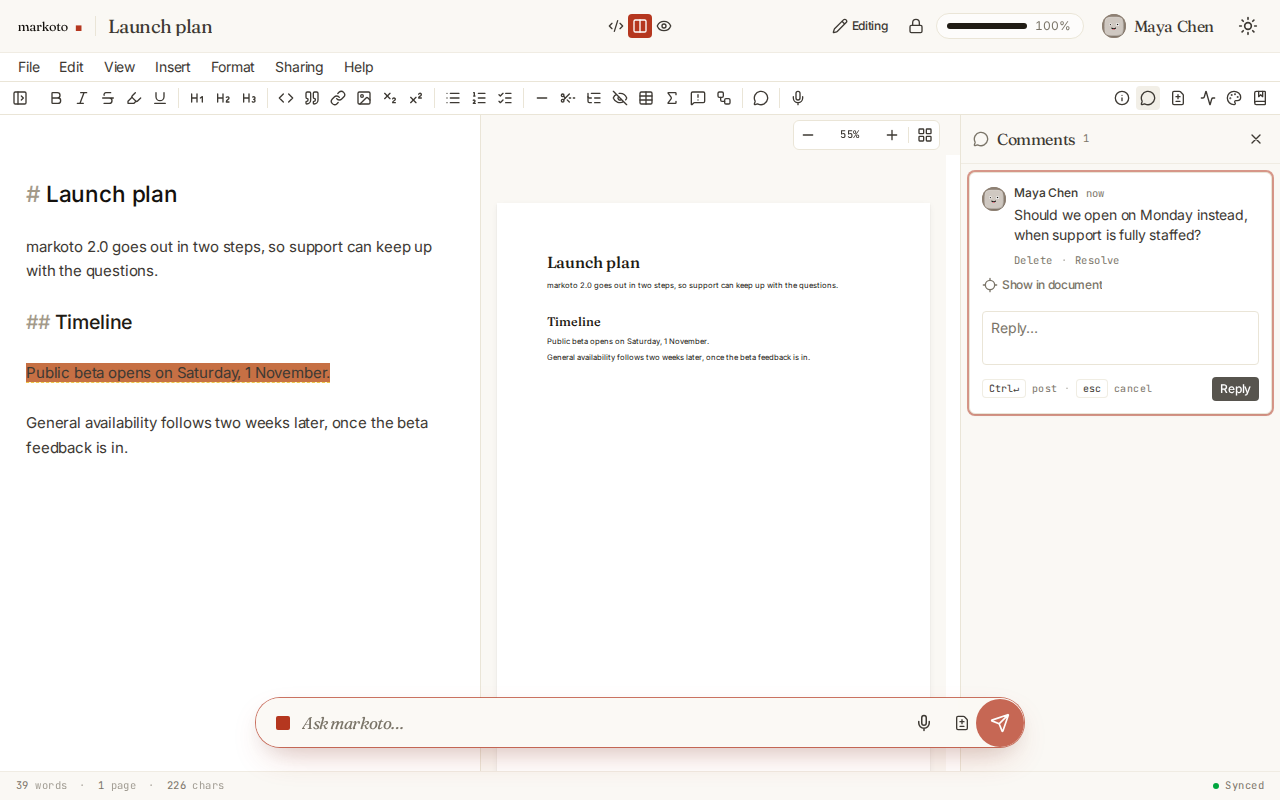 markoto
Launch plan
Editing
100%
Maya Chen
File Edit View Insert Format Sharing Help
H1 H2 H3
55%
Comments 1
# Launch plan
markoto 2.0 goes out in two steps, so support can keep up
with the questions.
## Timeline
Public beta opens on Saturday, 1 November.
General availability follows two weeks later, once the beta
feedback is in.
Launch plan
markoto 2.0 goes out in two steps, so support can keep up with the questions.
Timeline
Public beta opens on Saturday, 1 November.
General availability follows two weeks later, once the beta feedback is in.
Maya Chen now
Should we open on Monday instead,
when support is fully staffed?
Delete · Resolve
Show in document
Reply...
Ctrl↵ post · esc cancel
Reply
Ask markoto...
39 words · 1 page · 226 chars
Synced